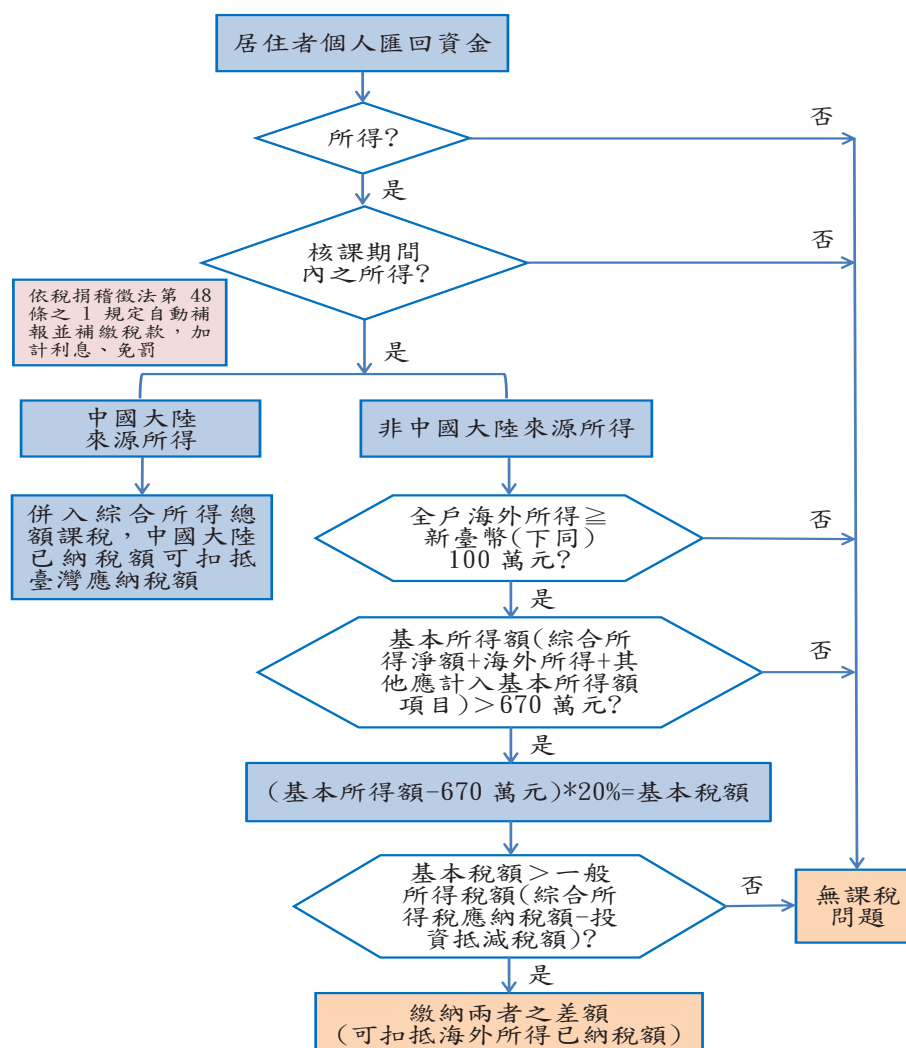 居住者個人匯回資金
所得?
否
是
核課期間
內之所得?
否
依稅捐稽徵法第 48
條之 1 規定自動補
報並補繳稅款，加
計利息、免罰
是
中國大陸
來源所得
非中國大陸來源所得
併入綜合所得總
額課稅，中國大陸
已納稅額可扣抵
臺灣應納稅額
全戶海外所得≧
新臺幣(下同)
100 萬元?
否
是
基本所得額(綜合所
得淨額+海外所得+其
他應計入基本所得額
項目)＞670 萬元?
否
是
(基本所得額-670 萬元)*20%=基本稅額
基本稅額＞一般
所得稅額(綜合所
得稅應納稅額-投
資抵減稅額)?
否
無課稅
問題
是
繳納兩者之差額
(可扣抵海外所得已納稅額)